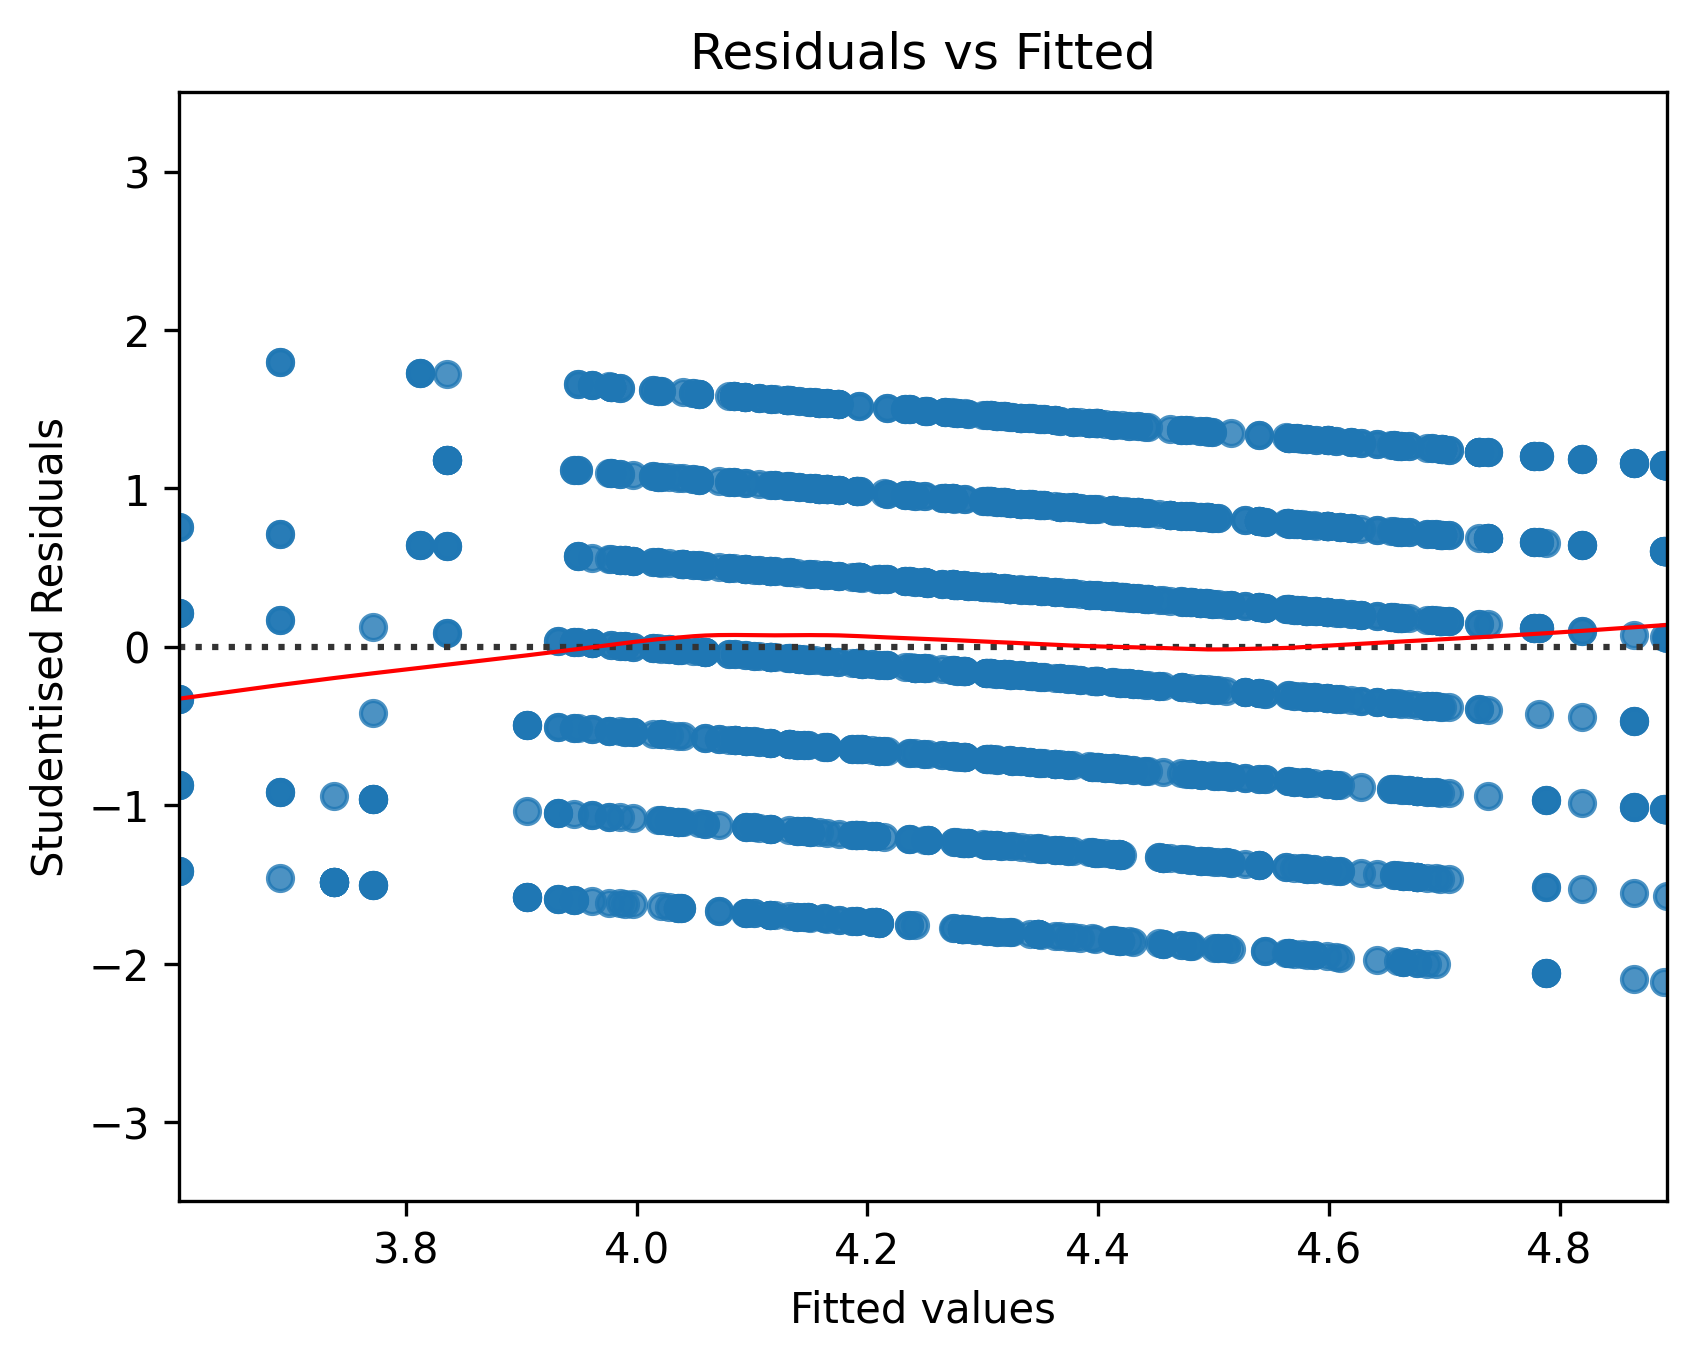 Residuals vs Fitted
3
2
1
0
−1
−2
−3
Studentised Residuals
3.8 4.0 4.2 4.4 4.6 4.8
Fitted values